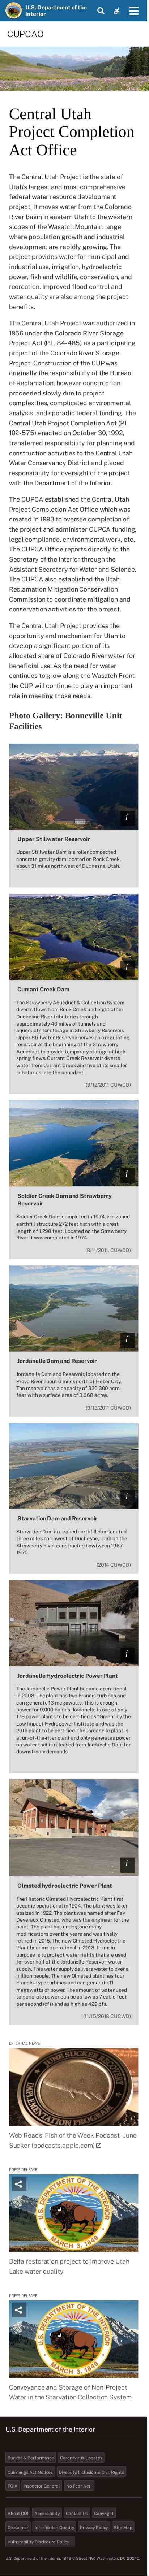 U.S. Department of the
Interior
CUPCAO
Central Utah
Project Completion
Act Office
The Central Utah Project is the state of
Utah's largest and most comprehensive
federal water resource development
project. It moves water from the Colorado
River basin in eastern Utah to the western
slopes of the Wasatch Mountain range
where population growth and industrial
development are rapidly growing. The
project provides water for municipal and
industrial use, irrigation, hydroelectric
power, fish and wildlife, conservation, and
recreation. Improved flood control and
water quality are also among the project
benefits.
The Central Utah Project was authorized in
1956 under the Colorado River Storage
Project Act (P.L. 84-485) as a participating
project of the Colorado River Storage
Project. Construction of the CUP was
originally the responsibility of the Bureau
of Reclamation, however construction
proceeded slowly due to project
complexities, complicated environmental
analysis, and sporadic federal funding. The
Central Utah Project Completion Act (P.L.
102-575) enacted on October 30, 1992,
transferred responsibility for planning and
construction activities to the Central Utah
Water Conservancy District and placed
responsibility for oversight of the project
with the Department of the Interior.
The CUPCA established the Central Utah
Project Completion Act Office which was
created in 1993 to oversee completion of
the project and administer CUPCA funding,
legal compliance, environmental work, etc.
The CUPCA Office reports directly to the
Secretary of the Interior through the
Assistant Secretary for Water and Science.
The CUPCA also established the Utah
Reclamation Mitigation Conservation
Commission to coordinate mitigation and
conservation throughout for the project.
The Central Utah Project provides the
opportunity for much-needowned
allocated share of Colorado River water for
beneficial use. As the need for water
continues to grow along the Wasatch Front,
the CUP will continue to play an important
role in meeting those needs.
Photo Gallery: Bonneville Unit
Facilities
i
Upper Stillwater Reservoir
Upper Stillwater Dam is a roller compacted
concrete gravity dam located on Rock Creek,
about 31 miles northwest of Duchesne, Utah.
i
Currant Creek Dam
The Strawberry Aqueduct & Collection System
diverts flows from Rock Creek and eight other
Duchesne River tributaries through
approximately 40 miles of tunnels and
aqueducts for storage in Strawberry Reservoir.
Upper Stillwater Reservoir serves as a regulating
reservoir at the beginning of the Strawberry
Aqueduct to provide temporary storage of high
spring flows. Currant Creek Reservoir diverts
water from Currant Creek and five of its smaller
tributaries into the aqueduct.
(9/12/2011 CUWCD)
i
Soldier Creek Dam and Strawberry
Reservoir
Soldier Creek Dam, completed in 1974, is a zoned
earthfill structure 272 feet high with a crest
length of 1,290 feet. Located on the Strawberry
River it was completed in 1974.
(8/11/2011, CUWCD)
i
Jordanelle Dam and Reservoir
Jordanelle Dam and Reservoir, located on the
Provo River about 6 miles north of Heber City.
The reservoir has a capacity of 320,300 acre-
feet with a surface area of 3,068 acres.
(9/12/2011 CUWCD)
i
Starvation Dam and Reservoir
Starvation Dam is a zoned earthfill dam located
three miles northwest of Duchesne, Utah on the
Strawberry River constructed between 1967-
1970.
(2014 CUWCD)
i
Jordanelle Hydroelectric Power Plant
The Jordanelle Power Plant became operational
in 2008. The plant has two Francis turbines and
one generator is 13 megawatts. This is enough
power for 9,000 homes. Jordanelle is one of only
78 power plants to be certified as "Green" by the
Low Impact Hydropower Institute and was the
29th plant to be certified. The Jordanelle plant is
a run-of-the-river plant and only generates power
on water that is released from Jordanelle Dam for
downstream demands.
i
Olmsted hydroelectric Power Plant
The Historic Olmsted Hydroelectric Plant first
became operational in 1904. The plant was later
upsized in 1922. The plant was named after of Fay
Devereux Olmsted, who was the engineer for the
plant. The plant has undergone many
modifications over the years and was finally
retired in 2015. The new Olmsted Hydroelectric
Plant became operational in 2018. Its main
purpose is to generate power and provide water
for over half of the Jordanelle Reservoir water
supply. This water supply delivers water to over a
million people. The new Olmsted plant has four
Francis-type turbines and can generate 11
megawatts of power. The amount of water used
to generate power can be as low as 7 cubic feet
per second (cfs) and as high as 429 cfs.
(11/15/2018 CUCWD)
EXTERNAL NEWS
Web Reads: Fish of the Week Podcast - June
Sucker (podcasts.apple.com)
PRESS RELEASE
Delta restoration project to improve Utah
Lake water quality
PRESS RELEASE
Conveyance and Storage of Non-Project
Water in the Starvation Collection System
U.S. Department of the Interior
Budget & Performance
Coronavirus Updates
Cummings Act Notices
Diversity, Inclusion & Civil Rights
FOIA
Inspector General
No Fear Act
About DOI
Accessibility
Contact Us
Copyright
Disclaimer
Information Quality
Privacy Policy
Site Map
Vulnerability Disclosure Policy
U.S. Department of the Interior, 1849 C Street NW, Washington, DC 20240.